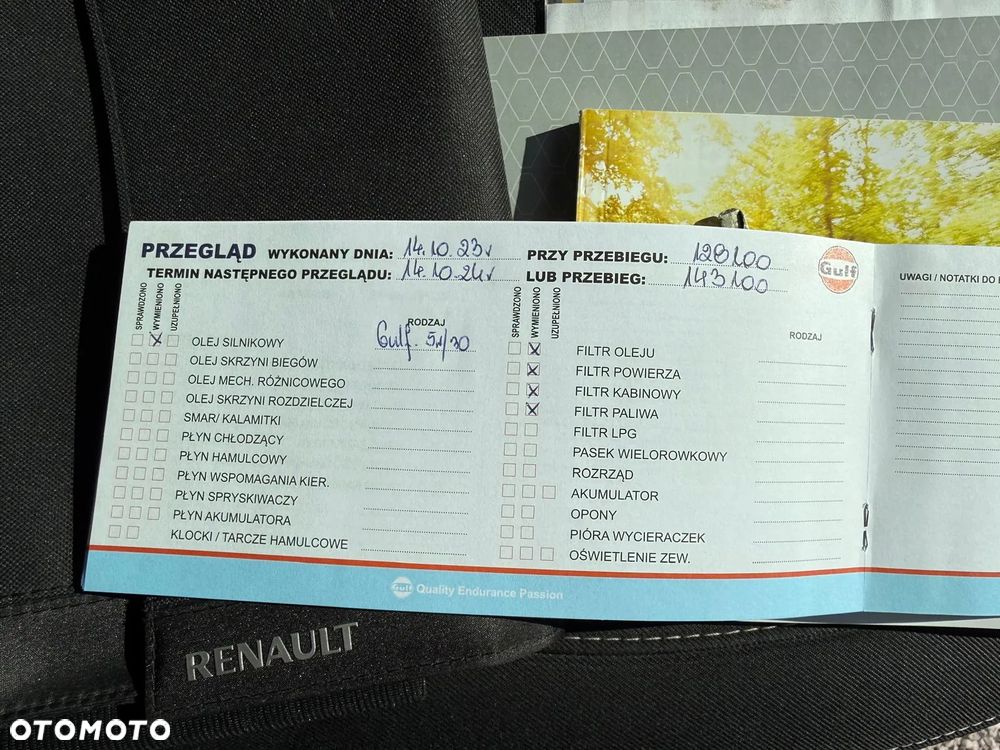 PRZEGLĄD WYKONANY DNIA: 14.10.23r
TERMIN NASTĘPNEGO PRZEGLĄDU: 14.10.24r
SPRAWDZONO WYMIENIONO UZUPEŁNIONO
RODZAJ
OLEJ SILNIKOWY Gulf. 5w/30
OLEJ SKRZYNI BIEGÓW
OLEJ MECH. RÓŻNICOWEGO
OLEJ SKRZYNI ROZDZIELCZEJ
SMAR/ KALAMITKI
PŁYN CHŁODZĄCY
PŁYN HAMULCOWY
PŁYN WSPOMAGANIA KIER.
PŁYN SPRYSKIWACZY
PŁYN AKUMULATORA
KLOCKI / TARCZE HAMULCOWE
PRZY PRZEBIEGU: 128100
LUB PRZEBIEG: 143100
Gulf
SPRAWDZONO WYMIENIONO UZUPEŁNIONO
RODZAJ
FILTR OLEJU
FILTR POWIERZA
FILTR KABINOWY
FILTR PALIWA
FILTR LPG
PASEK WIELOROWKOWY
ROZRZĄD
AKUMULATOR
OPONY
PIÓRA WYCIERACZEK
OŚWIETLENIE ZEW.
UWAGI / NOTATKI DO
Gulf Quality Endurance Passion
RENAULT
OTOMOTO